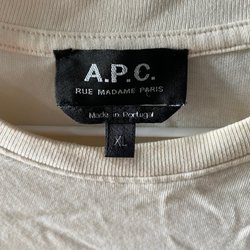 A.P.C.
RUE MADAME PARIS
Made in Portugal
XL